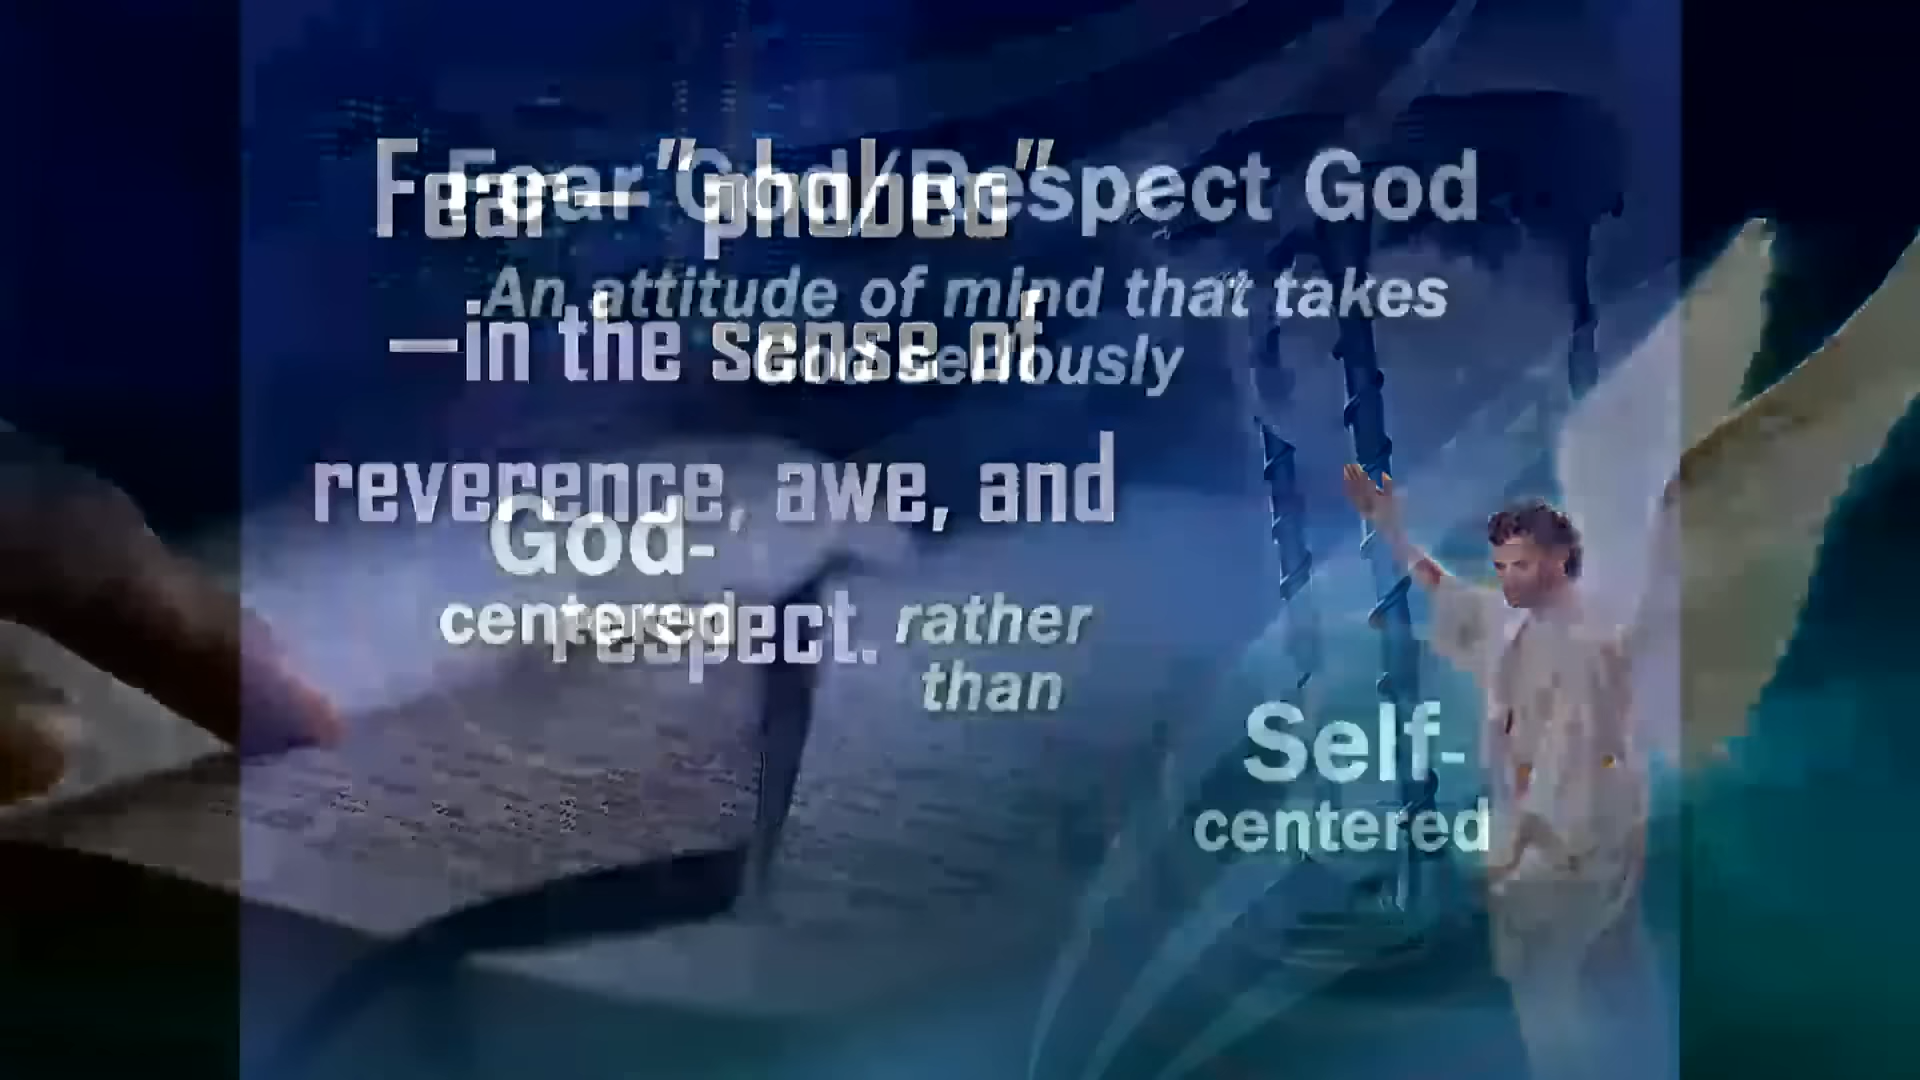 Fear—"phobeo"
—in the sense of
reverence, awe, and
respect.
Fear God/Respect God
An attitude of mind that takes
God seriously
God-
centered
rather
than
Self-
centered